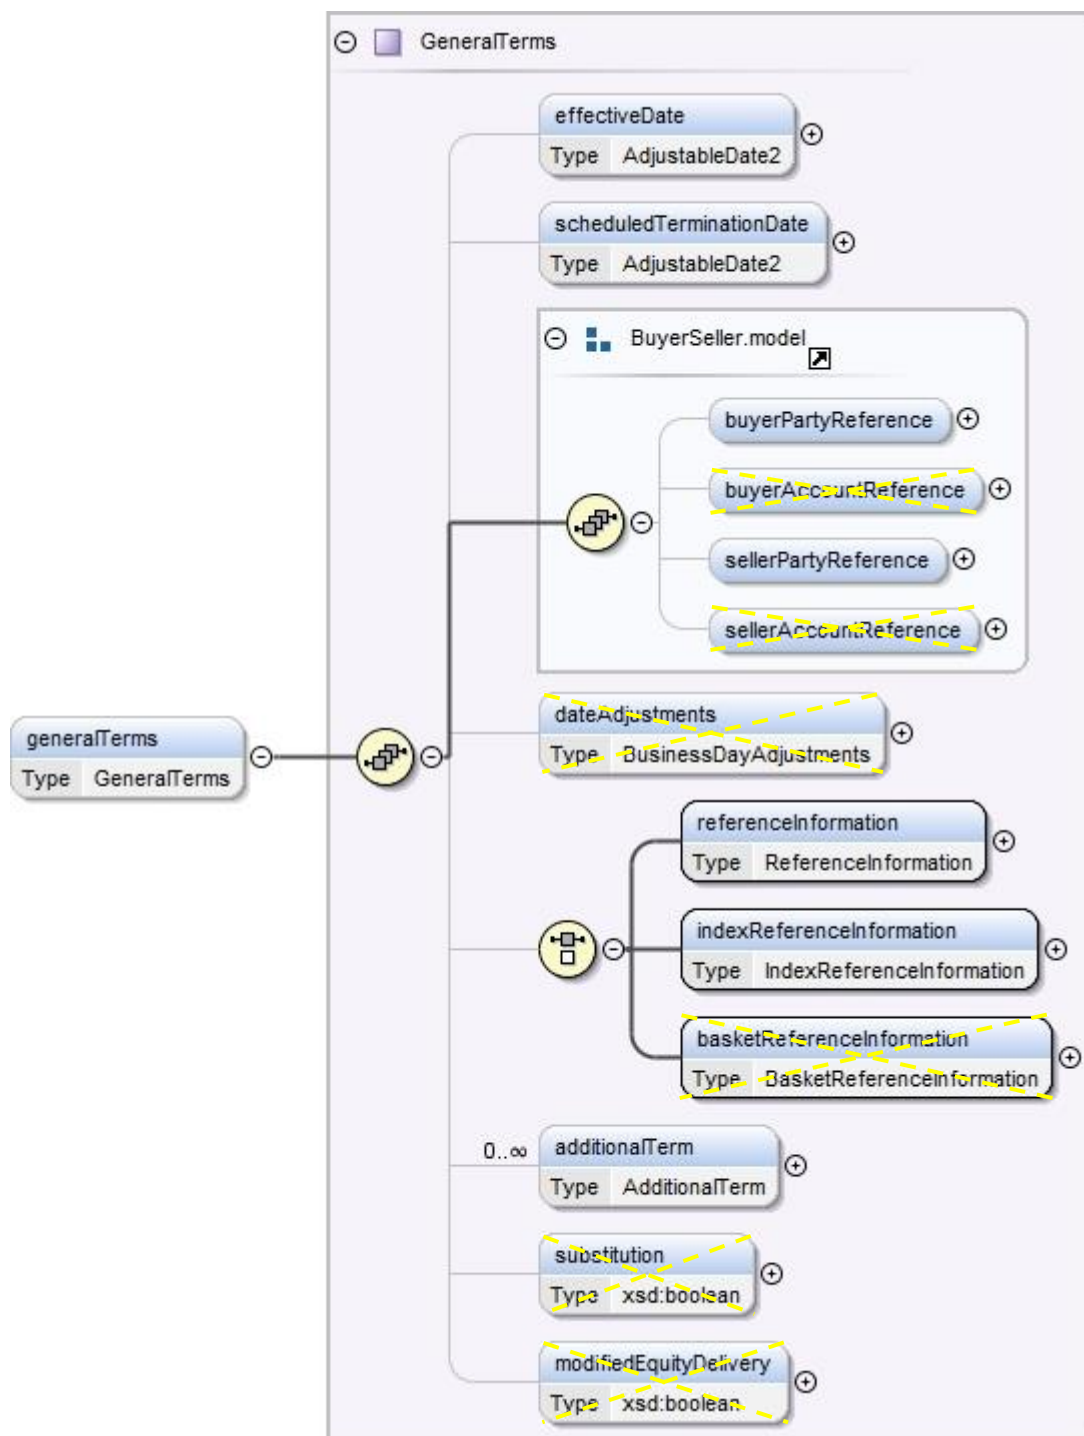 GeneralTerms
effectiveDate
Type AdjustableDate2
scheduledTerminationDate
Type AdjustableDate2
BuyerSeller.model
buyerPartyReference
buyerAccountReference
sellerPartyReference
sellerAccountReference
generalTerms
Type GeneralTerms
dateAdjustments
Type BusinessDayAdjustments
referenceInformation
Type ReferenceInformation
indexReferenceInformation
Type IndexReferenceInformation
basketReferenceInformation
Type BasketReferenceInformation
0..∞ additionalTerm
Type AdditionalTerm
substitution
Type xsd:boolean
modifiedEquityDelivery
Type xsd:boolean